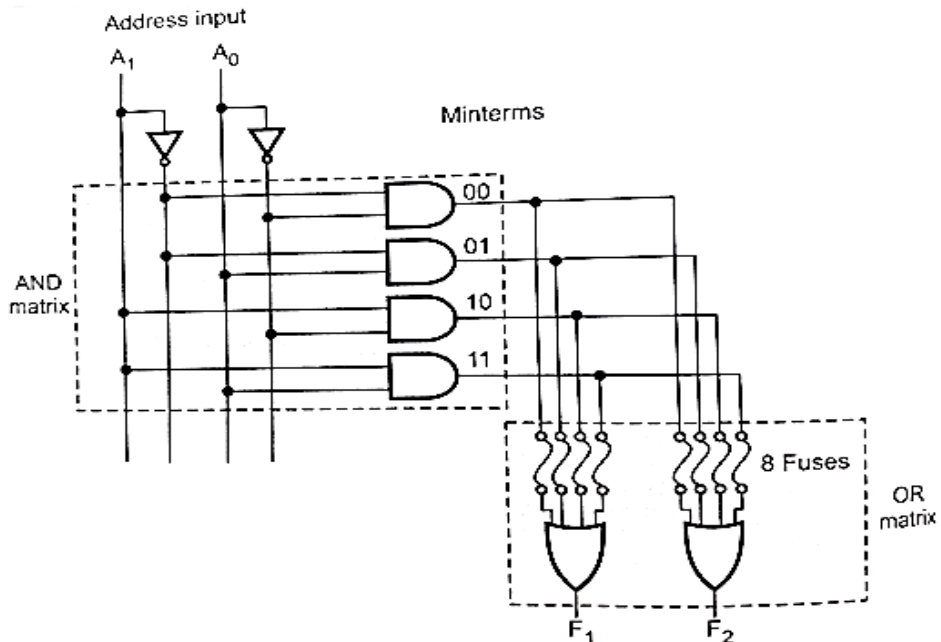 Address input
A₁ A₀
Minterms
00
01
AND
matrix
10
11
8 Fuses
OR
matrix
F₁ F₂